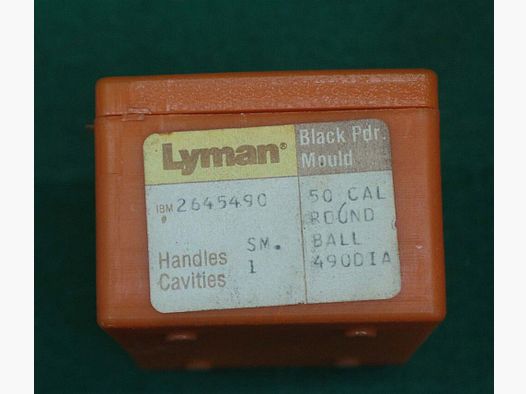 Lyman®
Black Pdr.
Mould
IBM # 2645490
Handles SM.
Cavities 1
50 CAL
ROUND
BALL
490DIA